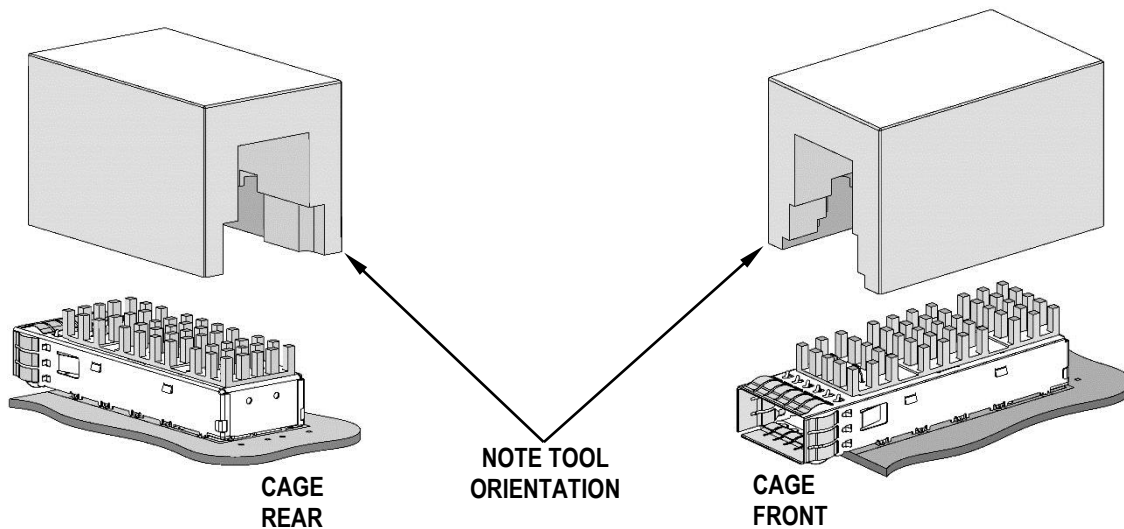 NOTE TOOL
ORIENTATION
CAGE
REAR
CAGE
FRONT